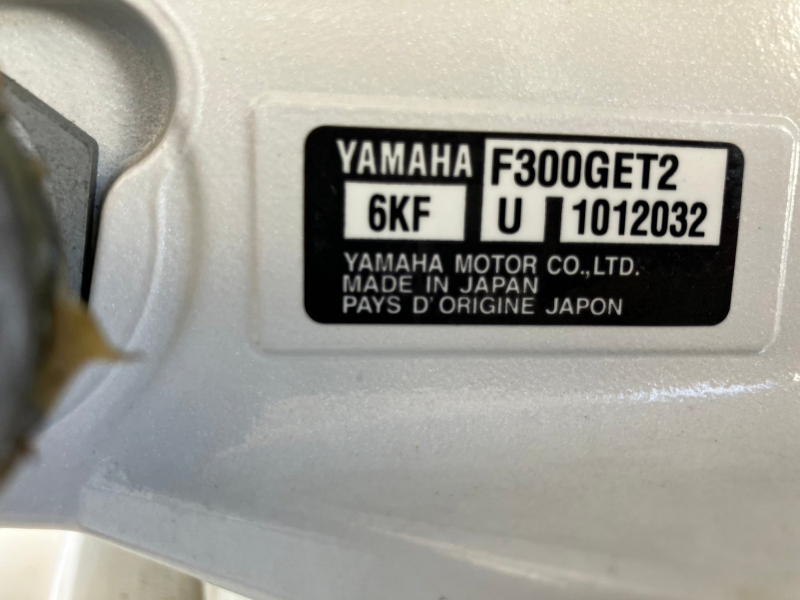 YAMAHA F300GET2
6KF U 1012032
YAMAHA MOTOR CO.,LTD.
MADE IN JAPAN
PAYS D'ORIGINE JAPON